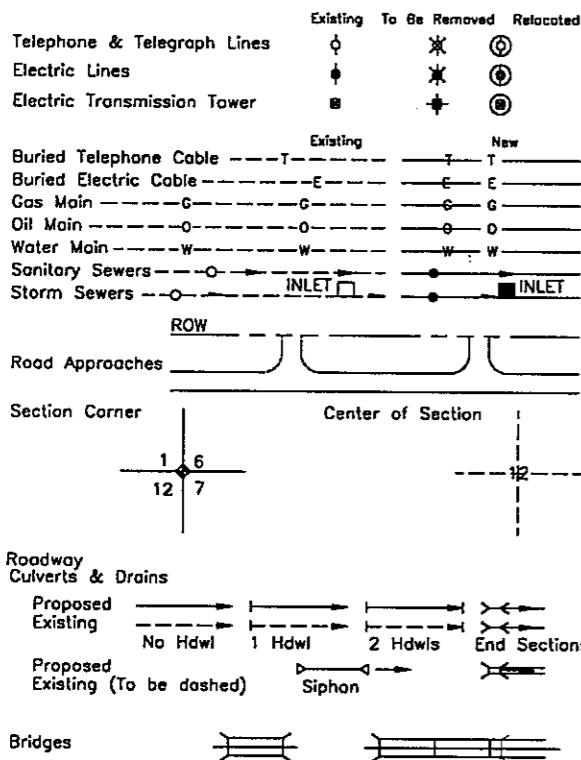 Existing To Be Removed Relocated
Telephone & Telegraph Lines
Electric Lines
Electric Transmission Tower
Existing New
Buried Telephone Cable T T T
Buried Electric Cable E E E
Gas Main G G G G
Oil Main O O O O
Water Main W W W W
Sanitary Sewers
Storm Sewers INLET INLET
ROW
Road Approaches
Section Corner Center of Section
1 6
12 7
12
Roadway
Culverts & Drains
Proposed
Existing
No Hdwl 1 Hdwl 2 Hdwls End Sections
Proposed
Existing (To be dashed) Siphon
Bridges